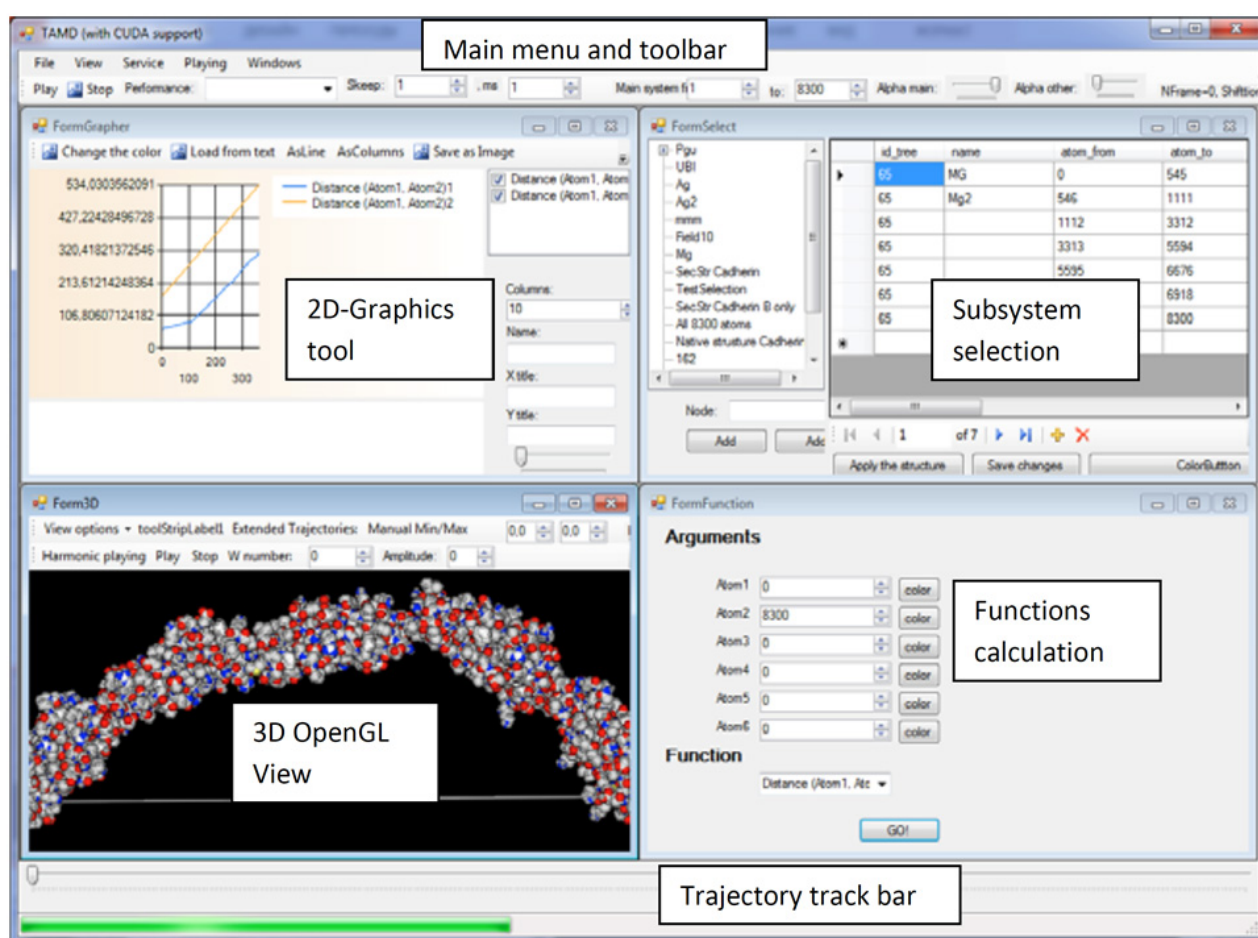 TAMD (with CUDA support)
Main menu and toolbar
File View Service Playing Windows
Play Stop Perfomance: Skeep: 1 , ms 1 Main system fi 1 to: 8300 Alpha main: Alpha other: NFrame=0, Shiftior
FormGrapher
Change the color Load from text AsLine AsColumns Save as Image
534,0303562091
427,22428496728
320,41821372546
213,61214248364
106,80607124182
0
0 200
100 300
Distance (Atom1, Atom2)1
Distance (Atom1, Atom2)2
Distance (Atom1, Atom
Distance (Atom1, Atom
Columns:
10
Name:
X title:
Y title:
2D-Graphics
tool
FormSelect
Pgu
UBI
Ag
Ag2
mmm
Field10
Mg
SecStr Cadherin
TestSelection
SecStr Cadherin B only
All 8300 atoms
Native strusture Cadherir
162
Node:
Add Adc
id_tree name atom_from atom_to
65 MG 0 545
65 Mg2 546 1111
65 1112 3312
65 3313 5594
65 5595 6676
65 6918
65 8300
Subsystem
selection
1 of 7
Apply the structure Save changes ColorButtton
Form3D
View options toolStripLabel1 Extended Trajectories: Manual Min/Max 0,0 0,0
Harmonic playing Play Stop W number: 0 Amplitude: 0
3D OpenGL
View
FormFunction
Arguments
Atom1 0 color
Atom2 8300 color
Atom3 0 color
Atom4 0 color
Atom5 0 color
Atom6 0 color
Function
Distance (Atom1, Atc
GO!
Functions
calculation
Trajectory track bar